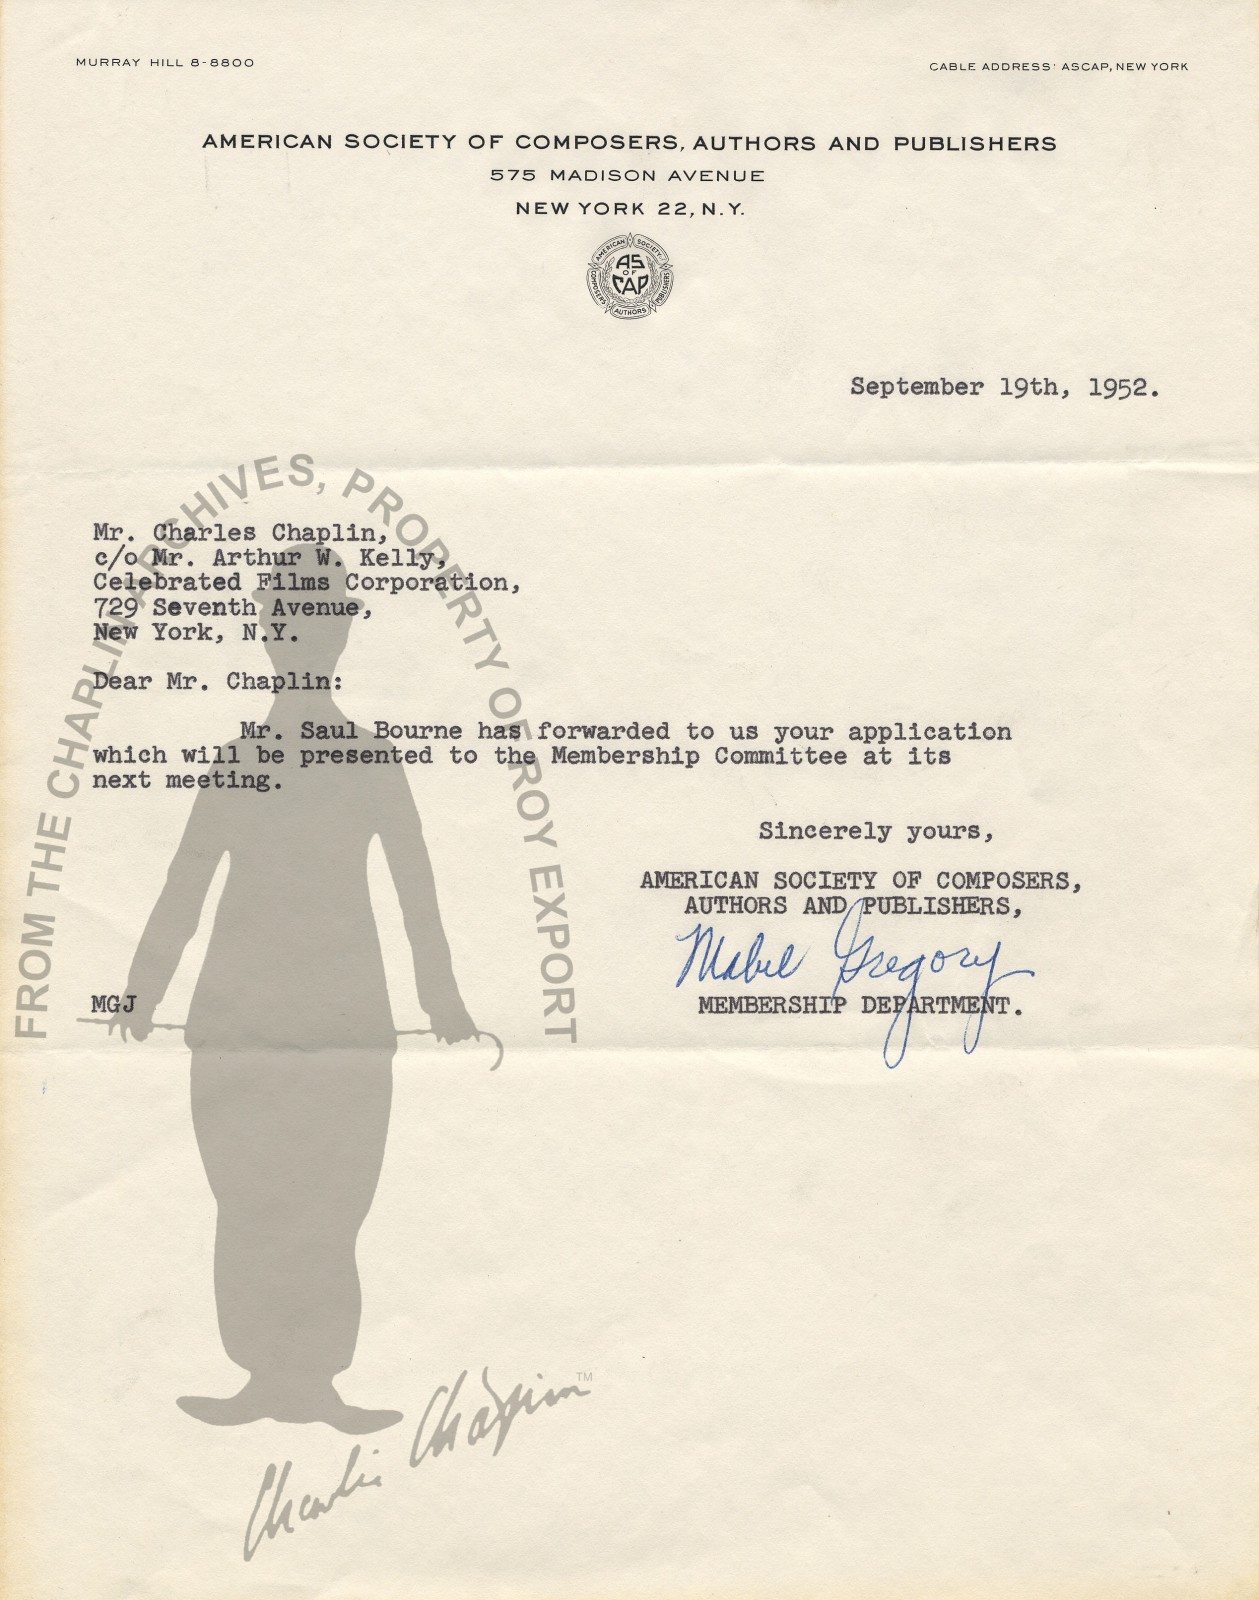 MURRAY HILL 8-8800
CABLE ADDRESS: ASCAP, NEW YORK
AMERICAN SOCIETY OF COMPOSERS, AUTHORS AND PUBLISHERS
575 MADISON AVENUE
NEW YORK 22, N.Y.
AMERICAN SOCIETY
COMPOSERS AUTHORS PUBLISHERS
AS
OF
CAP
September 19th, 1952.
FROM THE CHAPLIN ARCHIVES, PROPERTY OF ROY EXPORT
Mr. Charles Chaplin,
c/o Mr. Arthur W. Kelly,
Celebrated Films Corporation,
729 Seventh Avenue,
New York, N.Y.
Dear Mr. Chaplin:
Mr. Saul Bourne has forwarded to us your application
which will be presented to the Membership Committee at its
next meeting.
Sincerely yours,
AMERICAN SOCIETY OF COMPOSERS,
AUTHORS AND PUBLISHERS,
Mabel Gregory
MGJ
MEMBERSHIP DEPARTMENT.
Charlie Chaplin TM